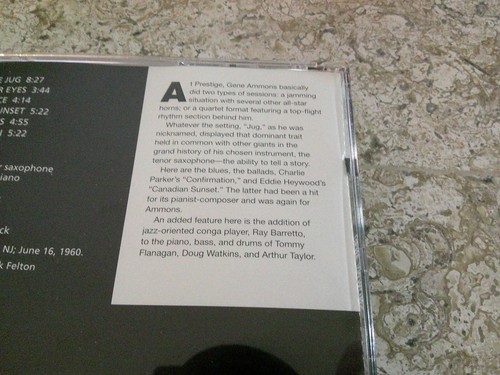 E JUG 8:27
R EYES 3:44
CE 4:14
UNSET 5:22
S 4:55
I 5:22
r saxophone
iano
ck
NJ; June 16, 1960.
k Felton
At Prestige, Gene Ammons basically
did two types of sessions: a jamming
situation with several other all-star
horns; or a quartet format featuring a top-flight
rhythm section behind him.
Whatever the setting, "Jug," as he was
nicknamed, displayed that dominant trait
held in common with other giants in the
grand history of his chosen instrument, the
tenor saxophone—the ability to tell a story.
Here are the blues, the ballads, Charlie
Parker's "Confirmation," and Eddie Heywood's
"Canadian Sunset." The latter had been a hit
for its pianist-composer and was again for
Ammons.
An added feature here is the addition of
jazz-oriented conga player, Ray Barretto,
to the piano, bass, and drums of Tommy
Flanagan, Doug Watkins, and Arthur Taylor.